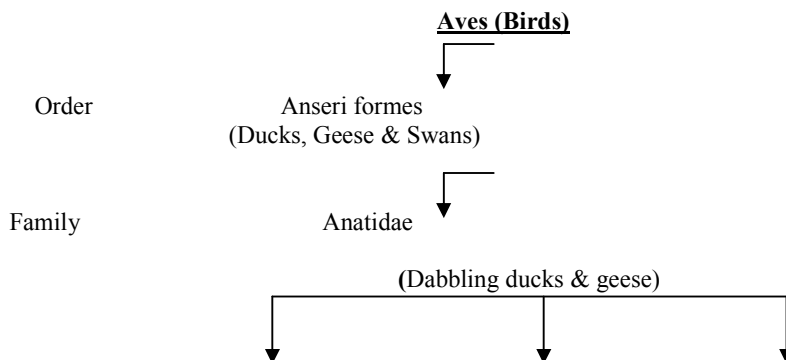 Aves (Birds)
Order Anseri formes
(Ducks, Geese & Swans)
Family Anatidae
(Dabbling ducks & geese)